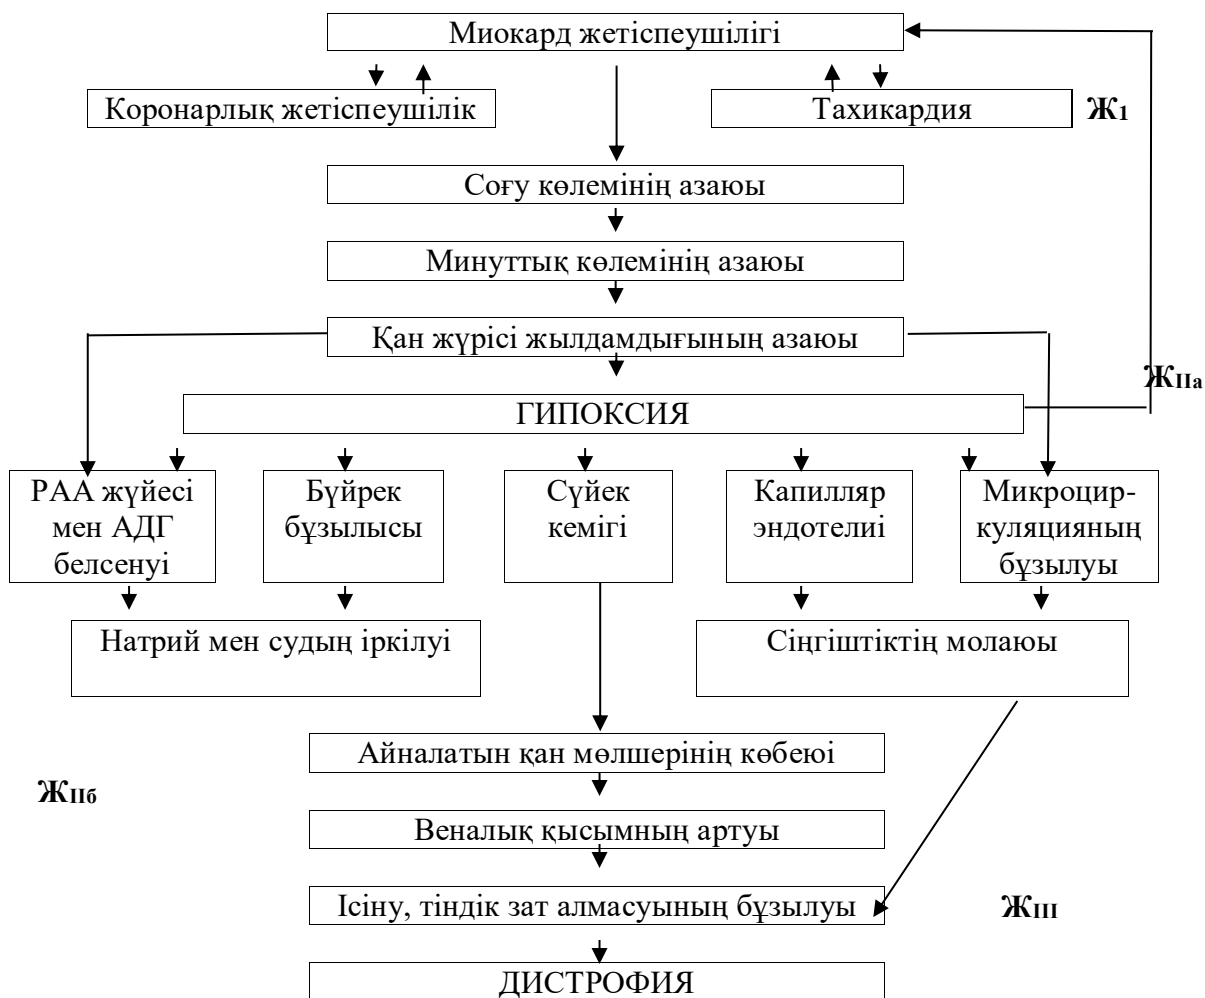 Миокард жетіспеушілігі
Коронарлық жетіспеушілік
Тахикардия
Ж1
Соғу көлемінің азаюы
Минуттық көлемінің азаюы
Қан жүрісі жылдамдығының азаюы
ЖIIа
ГИПОКСИЯ
РАА жүйесі
мен АДГ
белсенуі
Бүйрек
бұзылысы
Сүйек
кемігі
Капилляр
эндотелиі
Микроцир-
куляцияның
бұзылуы
Натрий мен судың іркілуі
Сіңгіштіктің молаюы
Айналатын қан мөлшерінің көбеюі
ЖIIб
Веналық қысымның артуы
Ісіну, тіндік зат алмасуының бұзылуы
ЖIII
ДИСТРОФИЯ